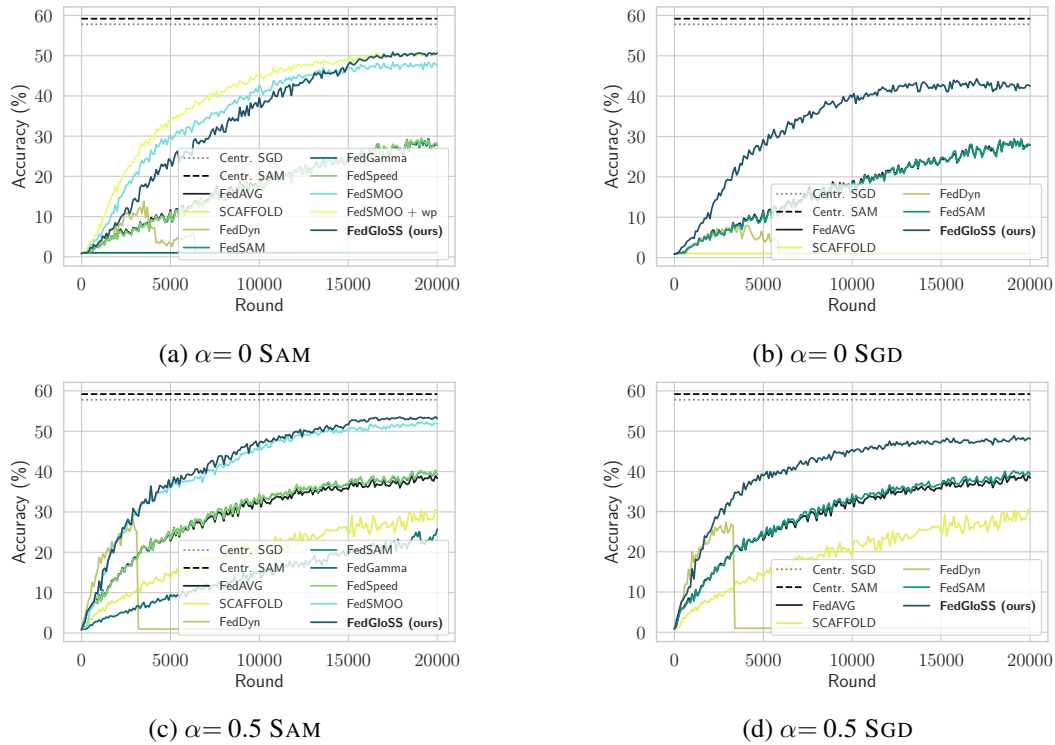 60
50
40
30
20
10
0
Accuracy (%)
0 5000 10000 15000 20000
Round
Centr. SGD
Centr. SAM
FedAVG
SCAFFOLD
FedDyn
FedSAM
FedGamma
FedSpeed
FedSMOO
FedSMOO + wp
FedGloSS (ours)
(a) α= 0 SAM
60
50
40
30
20
10
0
Accuracy (%)
0 5000 10000 15000 20000
Round
Centr. SGD
Centr. SAM
FedAVG
SCAFFOLD
FedDyn
FedSAM
FedGloSS (ours)
(b) α= 0 SGD
60
50
40
30
20
10
0
Accuracy (%)
0 5000 10000 15000 20000
Round
Centr. SGD
Centr. SAM
FedAVG
SCAFFOLD
FedDyn
FedSAM
FedGamma
FedSpeed
FedSMOO
FedGloSS (ours)
(c) α= 0.5 SAM
60
50
40
30
20
10
0
Accuracy (%)
0 5000 10000 15000 20000
Round
Centr. SGD
Centr. SAM
FedAVG
SCAFFOLD
FedDyn
FedSAM
FedGloSS (ours)
(d) α= 0.5 SGD